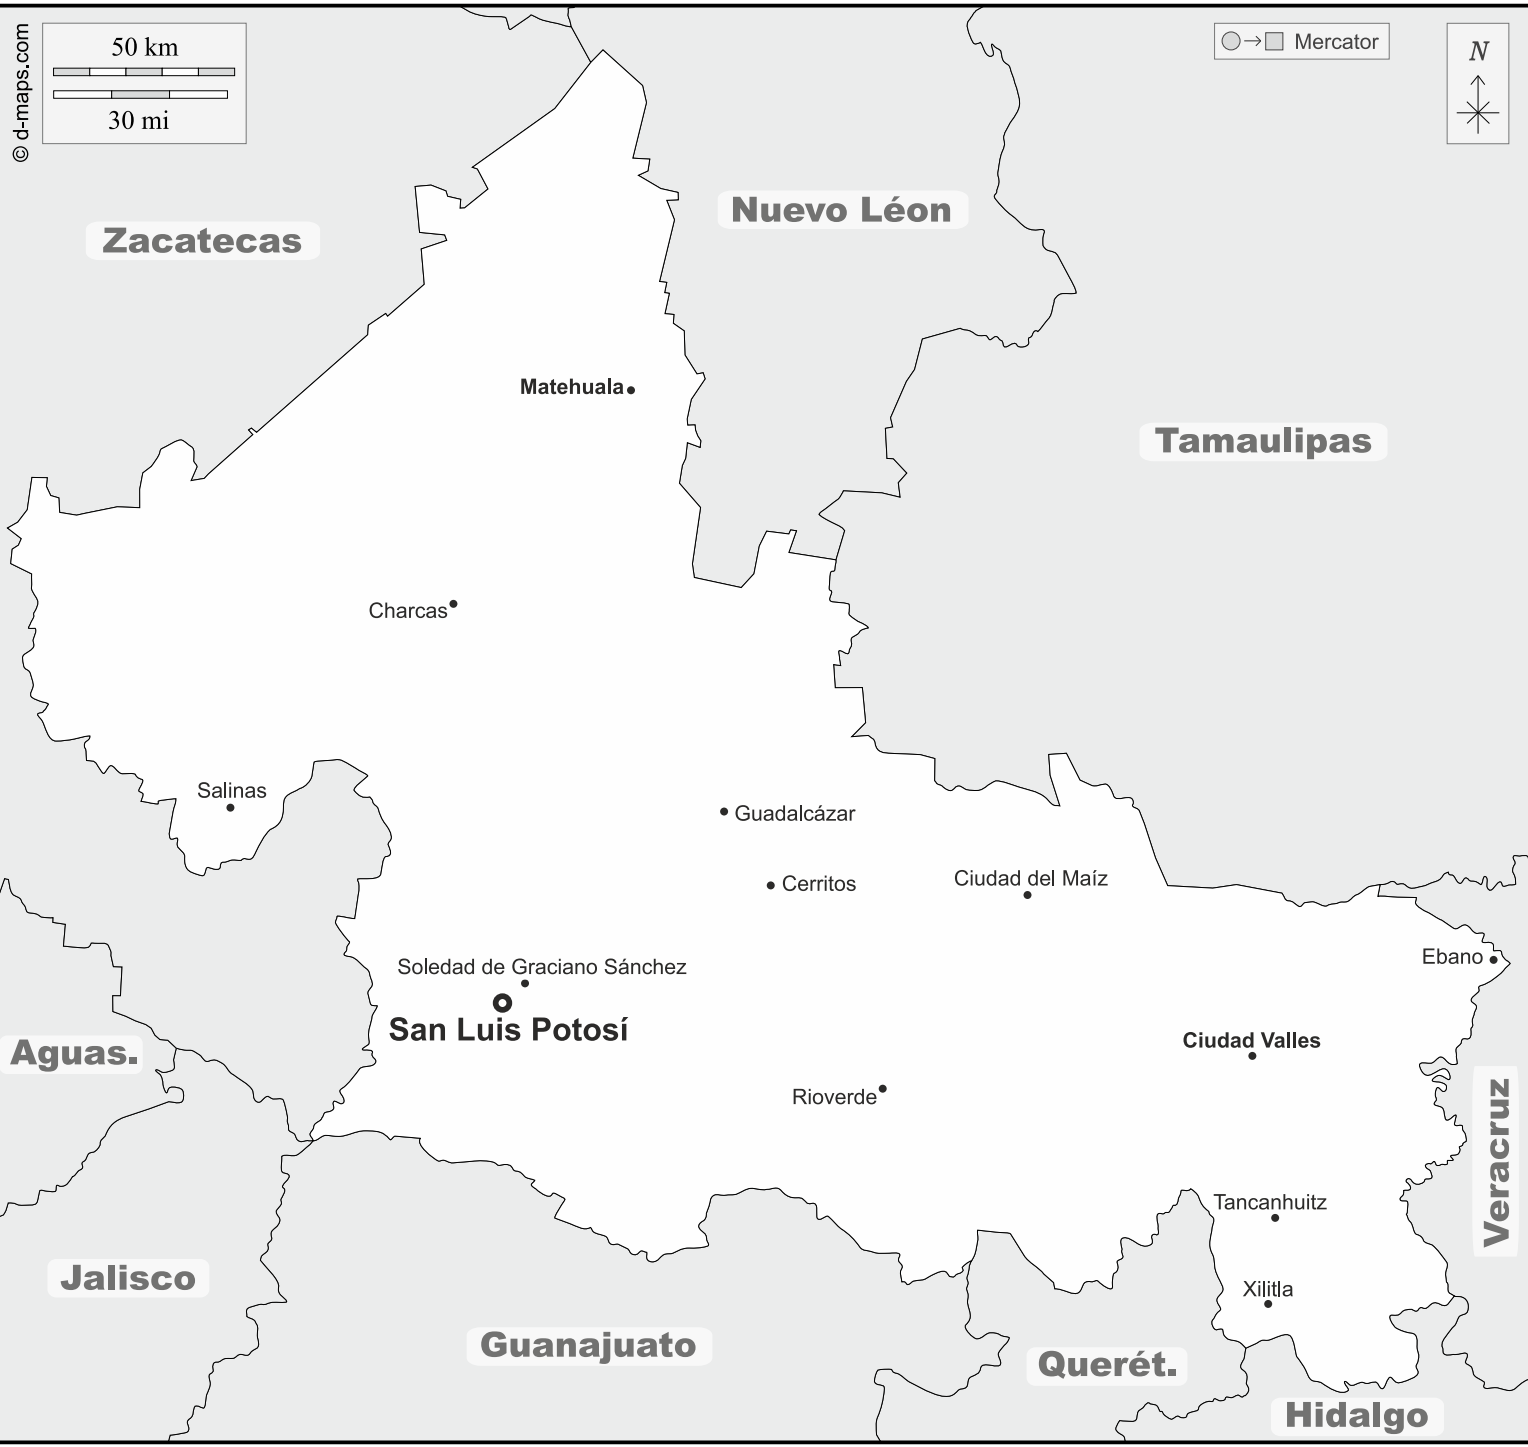 © d-maps.com
50 km
30 mi
Mercator
N
Nuevo Léon
Zacatecas
Matehuala
Tamaulipas
Charcas
Salinas
Guadalcázar
Cerritos
Ciudad del Maíz
Ebano
Soledad de Graciano Sánchez
San Luis Potosí
Ciudad Valles
Aguas.
Rioverde
Veracruz
Tancanhuitz
Jalisco
Xilitla
Guanajuato
Querét.
Hidalgo